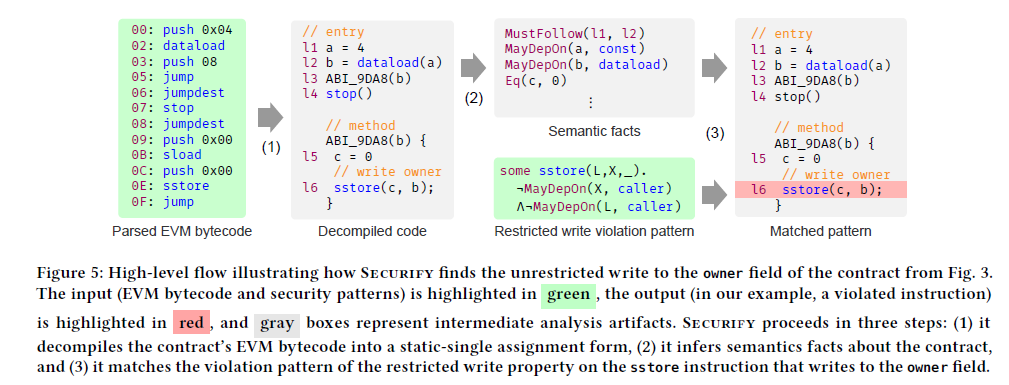 00: push 0x04
02: dataload
03: push 08
05: jump
06: jumpdest
07: stop
08: jumpdest
09: push 0x00
0B: sload
0C: push 0x00
0E: sstore
0F: jump
Parsed EVM bytecode
(1)
// entry
l1 a = 4
l2 b = dataload(a)
l3 ABI_9DA8(b)
l4 stop()
// method
ABI_9DA8(b) {
l5 c = 0
// write owner
l6 sstore(c, b);
}
Decompiled code
(2)
MustFollow(l1, l2)
MayDepOn(a, const)
MayDepOn(b, dataload)
Eq(c, 0)
⋮
Semantic facts
some sstore(L,X,_).
¬MayDepOn(X, caller)
∧¬MayDepOn(L, caller)
Restricted write violation pattern
(3)
// entry
l1 a = 4
l2 b = dataload(a)
l3 ABI_9DA8(b)
l4 stop()
// method
ABI_9DA8(b) {
l5 c = 0
// write owner
l6 sstore(c, b);
}
Matched pattern
Figure 5: High-level flow illustrating how Securify finds the unrestricted write to the owner field of the contract from Fig. 3.
The input (EVM bytecode and security patterns) is highlighted in green, the output (in our example, a violated instruction)
is highlighted in red, and gray boxes represent intermediate analysis artifacts. Securify proceeds in three steps: (1) it
decompiles the contract's EVM bytecode into a static-single assignment form, (2) it infers semantics facts about the contract,
and (3) it matches the violation pattern of the restricted write property on the sstore instruction that writes to the owner field.